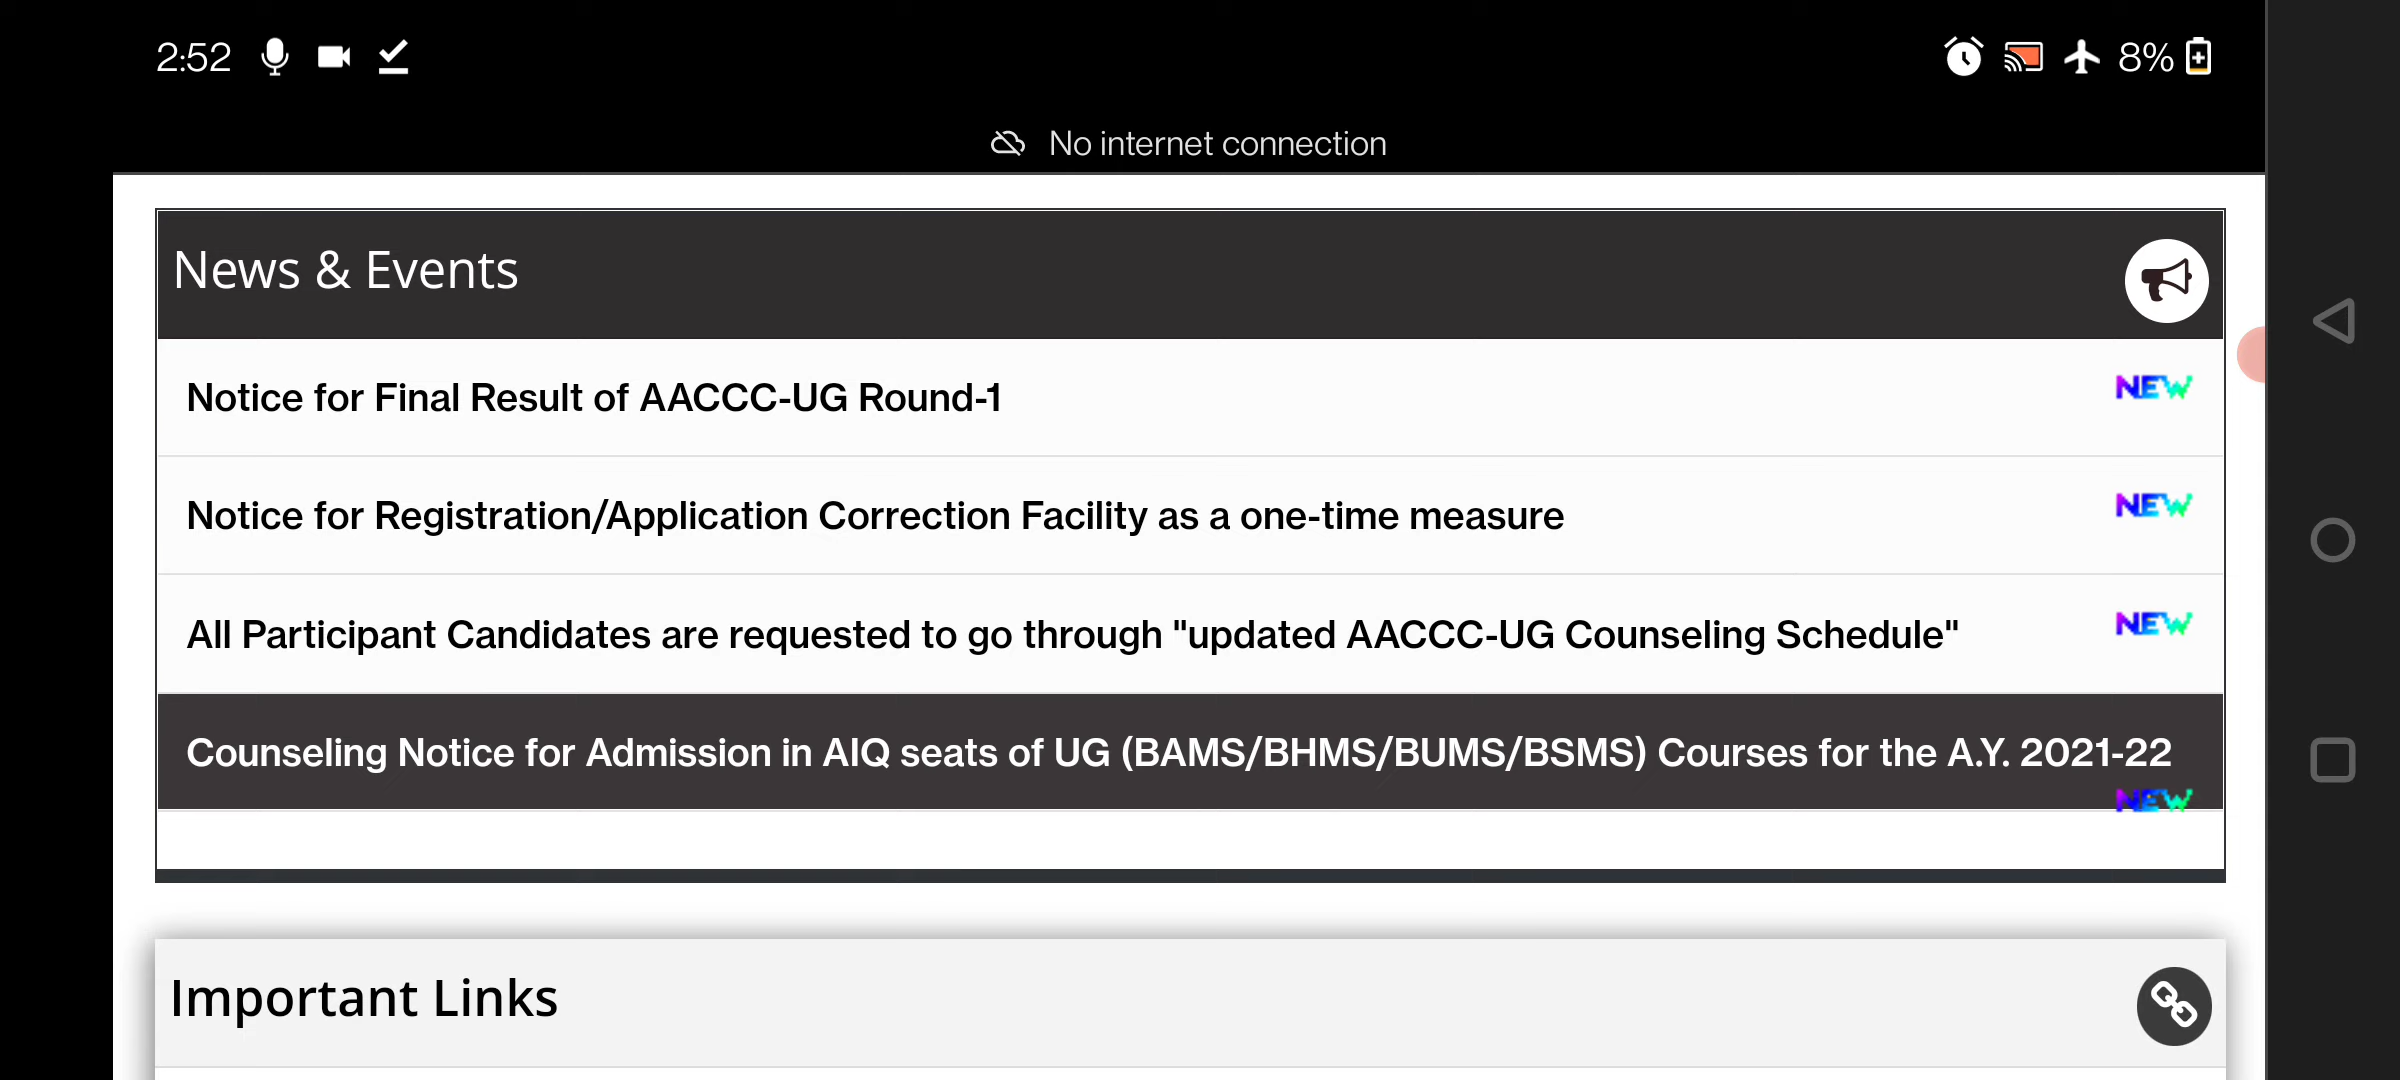 2:52
8%
No internet connection
News & Events
Notice for Final Result of AACCC-UG Round-1
NEW
Notice for Registration/Application Correction Facility as a one-time measure
NEW
All Participant Candidates are requested to go through "updated AACCC-UG Counseling Schedule"
NEW
Counseling Notice for Admission in AIQ seats of UG (BAMS/BHMS/BUMS/BSMS) Courses for the A.Y. 2021-22
NEW
Important Links